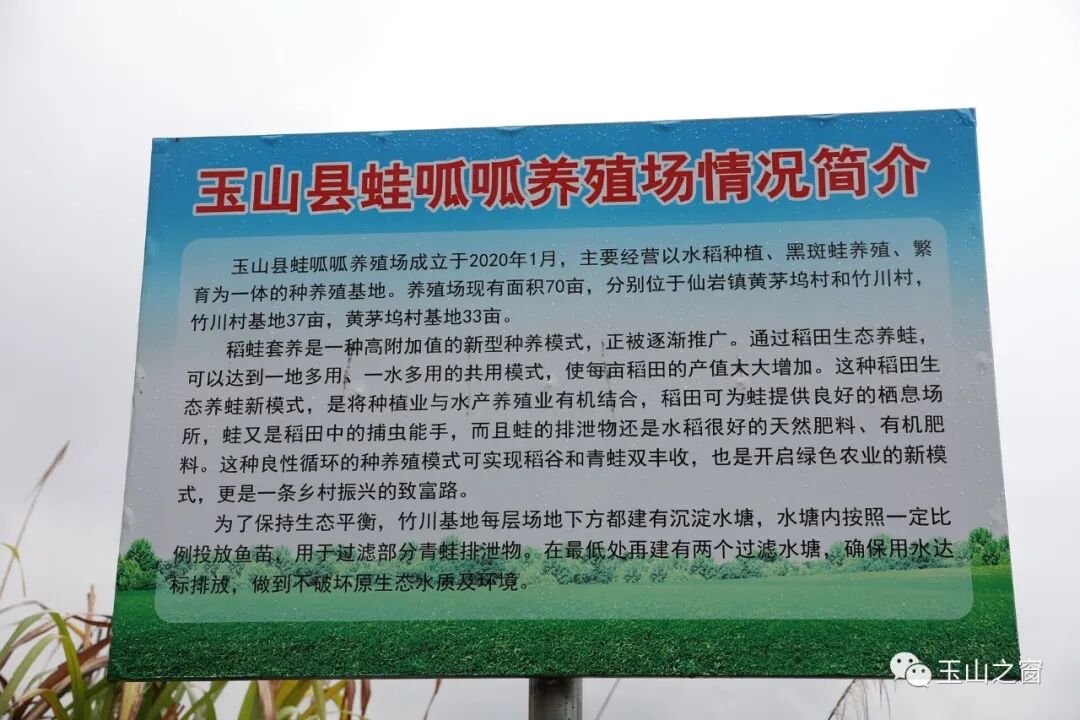 玉山县蛙呱呱养殖场情况简介
玉山县蛙呱呱养殖场成立于2020年1月，主要经营以水稻种植、黑斑蛙养殖、繁
育为一体的种养殖基地。养殖场现有面积70亩，分别位于仙岩镇黄茅坞村和竹川村，
竹川村基地37亩，黄茅坞村基地33亩。
稻蛙套养是一种高附加值的新型种养模式，正被逐渐推广。通过稻田生态养蛙，
可以达到一地多用、一水多用的共用模式，使每亩稻田的产值大大增加。这种稻田生
态养蛙新模式，是将种植业与水产养殖业有机结合，稻田可为蛙提供良好的栖息场
所，蛙又是稻田中的捕虫能手，而且蛙的排泄物还是水稻很好的天然肥料、有机肥
料。这种良性循环的种养殖模式可实现稻谷和青蛙双丰收，也是开启绿色农业的新模
式，更是一条乡村振兴的致富路。
为了保持生态平衡，竹川基地每层场地下方都建有沉淀水塘，水塘内按照一定比
例投放鱼苗，用于过滤部分青蛙排泄物。在最低处再建有两个过滤水塘，确保用水达
标排放，做到不破坏原生态水质及环境。
玉山之窗